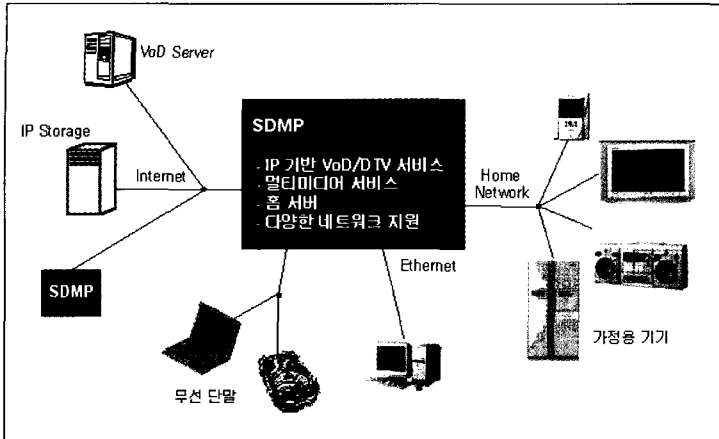 VoD Server
IP Storage
Internet
SDMP
SDMP
- IP 기반 VoD/DTV 서비스
- 멀티미디어 서비스
- 홈 서버
- 다양한 네트워크 지원
Home
Network
Ethernet
무선 단말
가정용 기기